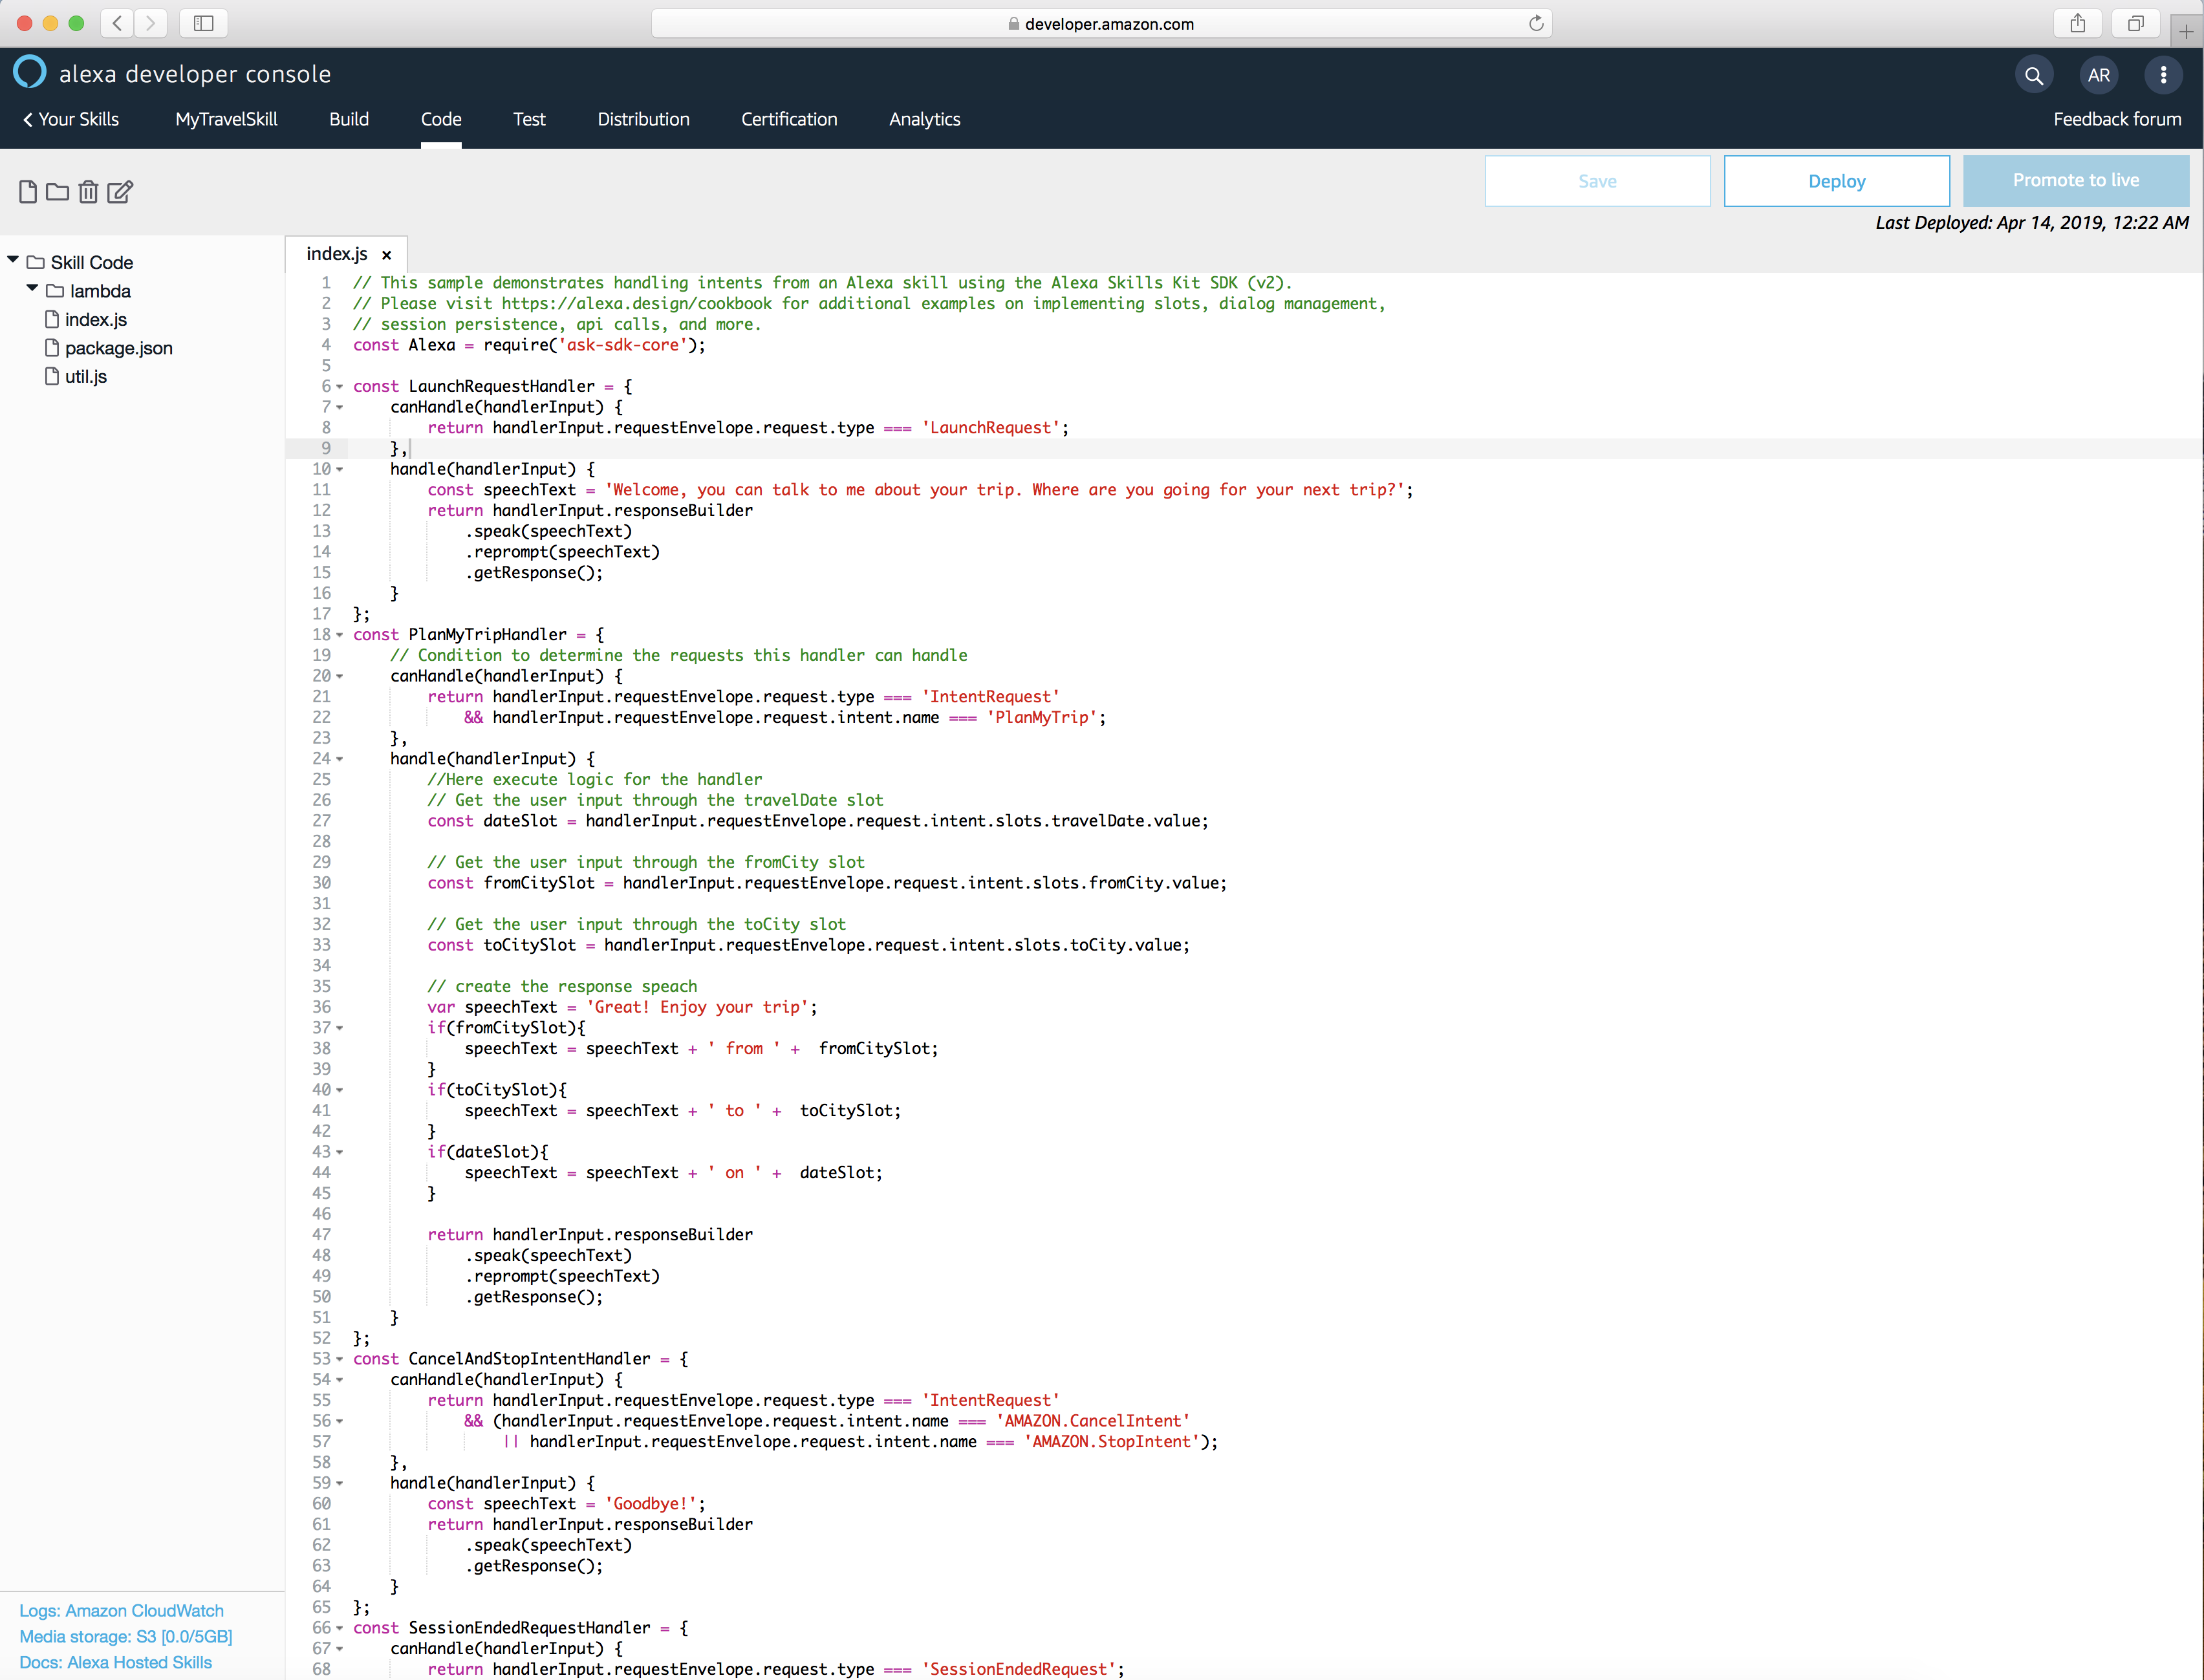 developer.amazon.com
alexa developer console
AR
Your Skills MyTravelSkill Build Code Test Distribution Certification Analytics Feedback forum
Save Deploy Promote to live
Last Deployed: Apr 14, 2019, 12:22 AM
Skill Code
lambda
index.js
package.json
util.js
index.js ×
1 // This sample demonstrates handling intents from an Alexa skill using the Alexa Skills Kit SDK (v2).
2 // Please visit https://alexa.design/cookbook for additional examples on implementing slots, dialog management,
3 // session persistence, api calls, and more.
4 const Alexa = require('ask-sdk-core');
5
6 const LaunchRequestHandler = {
7     canHandle(handlerInput) {
8         return handlerInput.requestEnvelope.request.type === 'LaunchRequest';
9     },
10     handle(handlerInput) {
11         const speechText = 'Welcome, you can talk to me about your trip. Where are you going for your next trip?';
12         return handlerInput.responseBuilder
13             .speak(speechText)
14             .reprompt(speechText)
15             .getResponse();
16     }
17 };
18 const PlanMyTripHandler = {
19     // Condition to determine the requests this handler can handle
20     canHandle(handlerInput) {
21         return handlerInput.requestEnvelope.request.type === 'IntentRequest'
22             && handlerInput.requestEnvelope.request.intent.name === 'PlanMyTrip';
23     },
24     handle(handlerInput) {
25         //Here execute logic for the handler
26         // Get the user input through the travelDate slot
27         const dateSlot = handlerInput.requestEnvelope.request.intent.slots.travelDate.value;
28
29         // Get the user input through the fromCity slot
30         const fromCitySlot = handlerInput.requestEnvelope.request.intent.slots.fromCity.value;
31
32         // Get the user input through the toCity slot
33         const toCitySlot = handlerInput.requestEnvelope.request.intent.slots.toCity.value;
34
35         // create the response speach
36         var speechText = 'Great! Enjoy your trip';
37         if(fromCitySlot){
38             speechText = speechText + ' from ' +  fromCitySlot;
39         }
40         if(toCitySlot){
41             speechText = speechText + ' to ' +  toCitySlot;
42         }
43         if(dateSlot){
44             speechText = speechText + ' on ' +  dateSlot;
45         }
46
47         return handlerInput.responseBuilder
48             .speak(speechText)
49             .reprompt(speechText)
50             .getResponse();
51     }
52 };
53 const CancelAndStopIntentHandler = {
54     canHandle(handlerInput) {
55         return handlerInput.requestEnvelope.request.type === 'IntentRequest'
56             && (handlerInput.requestEnvelope.request.intent.name === 'AMAZON.CancelIntent'
57                 || handlerInput.requestEnvelope.request.intent.name === 'AMAZON.StopIntent');
58     },
59     handle(handlerInput) {
60         const speechText = 'Goodbye!';
61         return handlerInput.responseBuilder
62             .speak(speechText)
63             .getResponse();
64     }
65 };
66 const SessionEndedRequestHandler = {
67     canHandle(handlerInput) {
68         return handlerInput.requestEnvelope.request.type === 'SessionEndedRequest';
Logs: Amazon CloudWatch
Media storage: S3 [0.0/5GB]
Docs: Alexa Hosted Skills